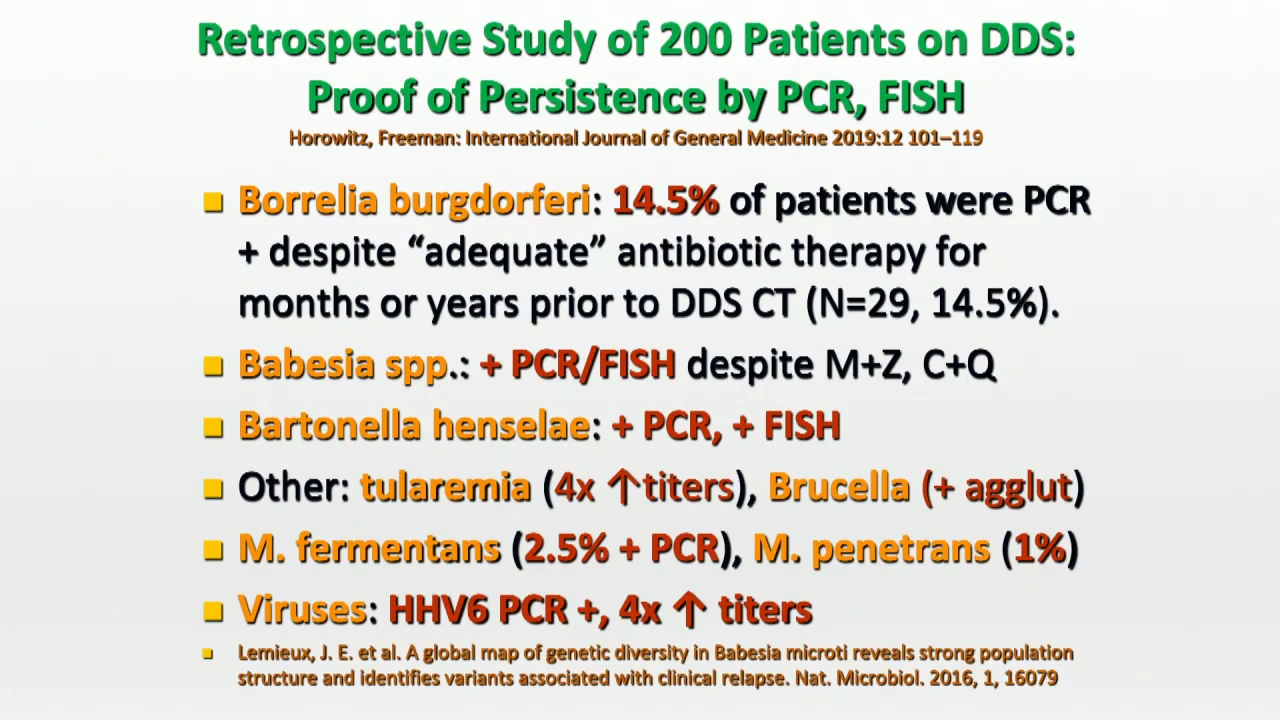 Retrospective Study of 200 Patients on DDS:
Proof of Persistence by PCR, FISH
Horowitz, Freeman: International Journal of General Medicine 2019:12 101–119
Borrelia burgdorferi: 14.5% of patients were PCR
+ despite “adequate” antibiotic therapy for
months or years prior to DDS CT (N=29, 14.5%).
Babesia spp.: + PCR/FISH despite M+Z, C+Q
Bartonella henselae: + PCR, + FISH
Other: tularemia (4x ↑titers), Brucella (+ agglut)
M. fermentans (2.5% + PCR), M. penetrans (1%)
Viruses: HHV6 PCR +, 4x ↑ titers
Lemieux, J. E. et al. A global map of genetic diversity in Babesia microti reveals strong population
structure and identifies variants associated with clinical relapse. Nat. Microbiol. 2016, 1, 16079